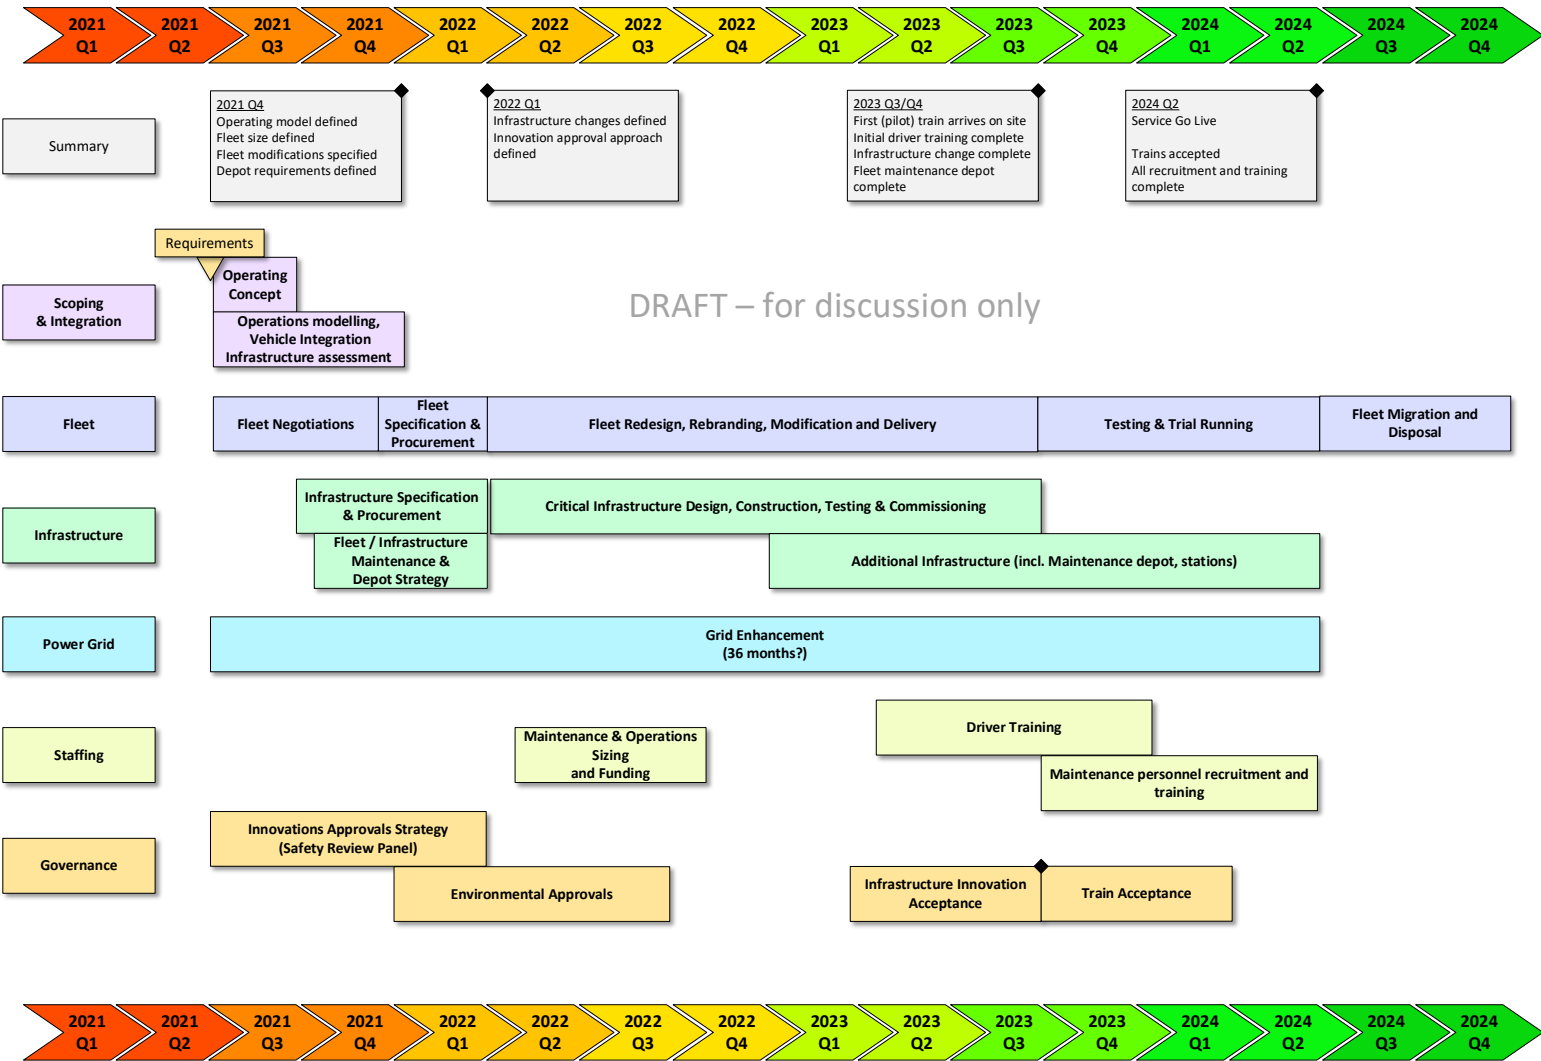 2021 Q1
2021 Q2
2021 Q3
2021 Q4
2022 Q1
2022 Q2
2022 Q3
2022 Q4
2023 Q1
2023 Q2
2023 Q3
2023 Q4
2024 Q1
2024 Q2
2024 Q3
2024 Q4
Summary
2021 Q4
Operating model defined
Fleet size defined
Fleet modifications specified
Depot requirements defined
2022 Q1
Infrastructure changes defined
Innovation approval approach
defined
2023 Q3/Q4
First (pilot) train arrives on site
Initial driver training complete
Infrastructure change complete
Fleet maintenance depot
complete
2024 Q2
Service Go Live
Trains accepted
All recruitment and training
complete
Requirements
Scoping
& Integration
Operating
Concept
Operations modelling,
Vehicle Integration
Infrastructure assessment
DRAFT – for discussion only
Fleet
Fleet Negotiations
Fleet
Specification &
Procurement
Fleet Redesign, Rebranding, Modification and Delivery
Testing & Trial Running
Fleet Migration and
Disposal
Infrastructure
Infrastructure Specification
& Procurement
Critical Infrastructure Design, Construction, Testing & Commissioning
Fleet / Infrastructure
Maintenance &
Depot Strategy
Additional Infrastructure (incl. Maintenance depot, stations)
Power Grid
Grid Enhancement
(36 months?)
Staffing
Maintenance & Operations
Sizing
and Funding
Driver Training
Maintenance personnel recruitment and
training
Governance
Innovations Approvals Strategy
(Safety Review Panel)
Environmental Approvals
Infrastructure Innovation
Acceptance
Train Acceptance
2021 Q1
2021 Q2
2021 Q3
2021 Q4
2022 Q1
2022 Q2
2022 Q3
2022 Q4
2023 Q1
2023 Q2
2023 Q3
2023 Q4
2024 Q1
2024 Q2
2024 Q3
2024 Q4